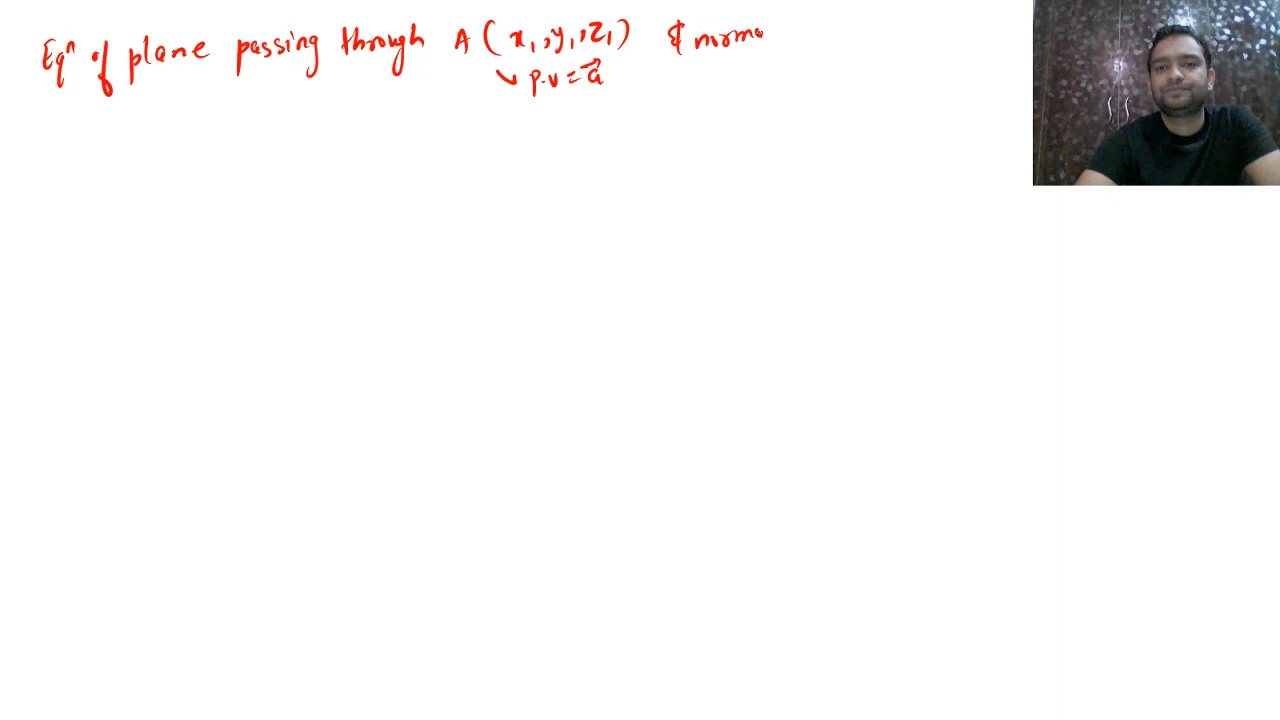 Eqⁿ of plane passing through A (x₁, y₁, z₁) & norma
p.v = a⃗